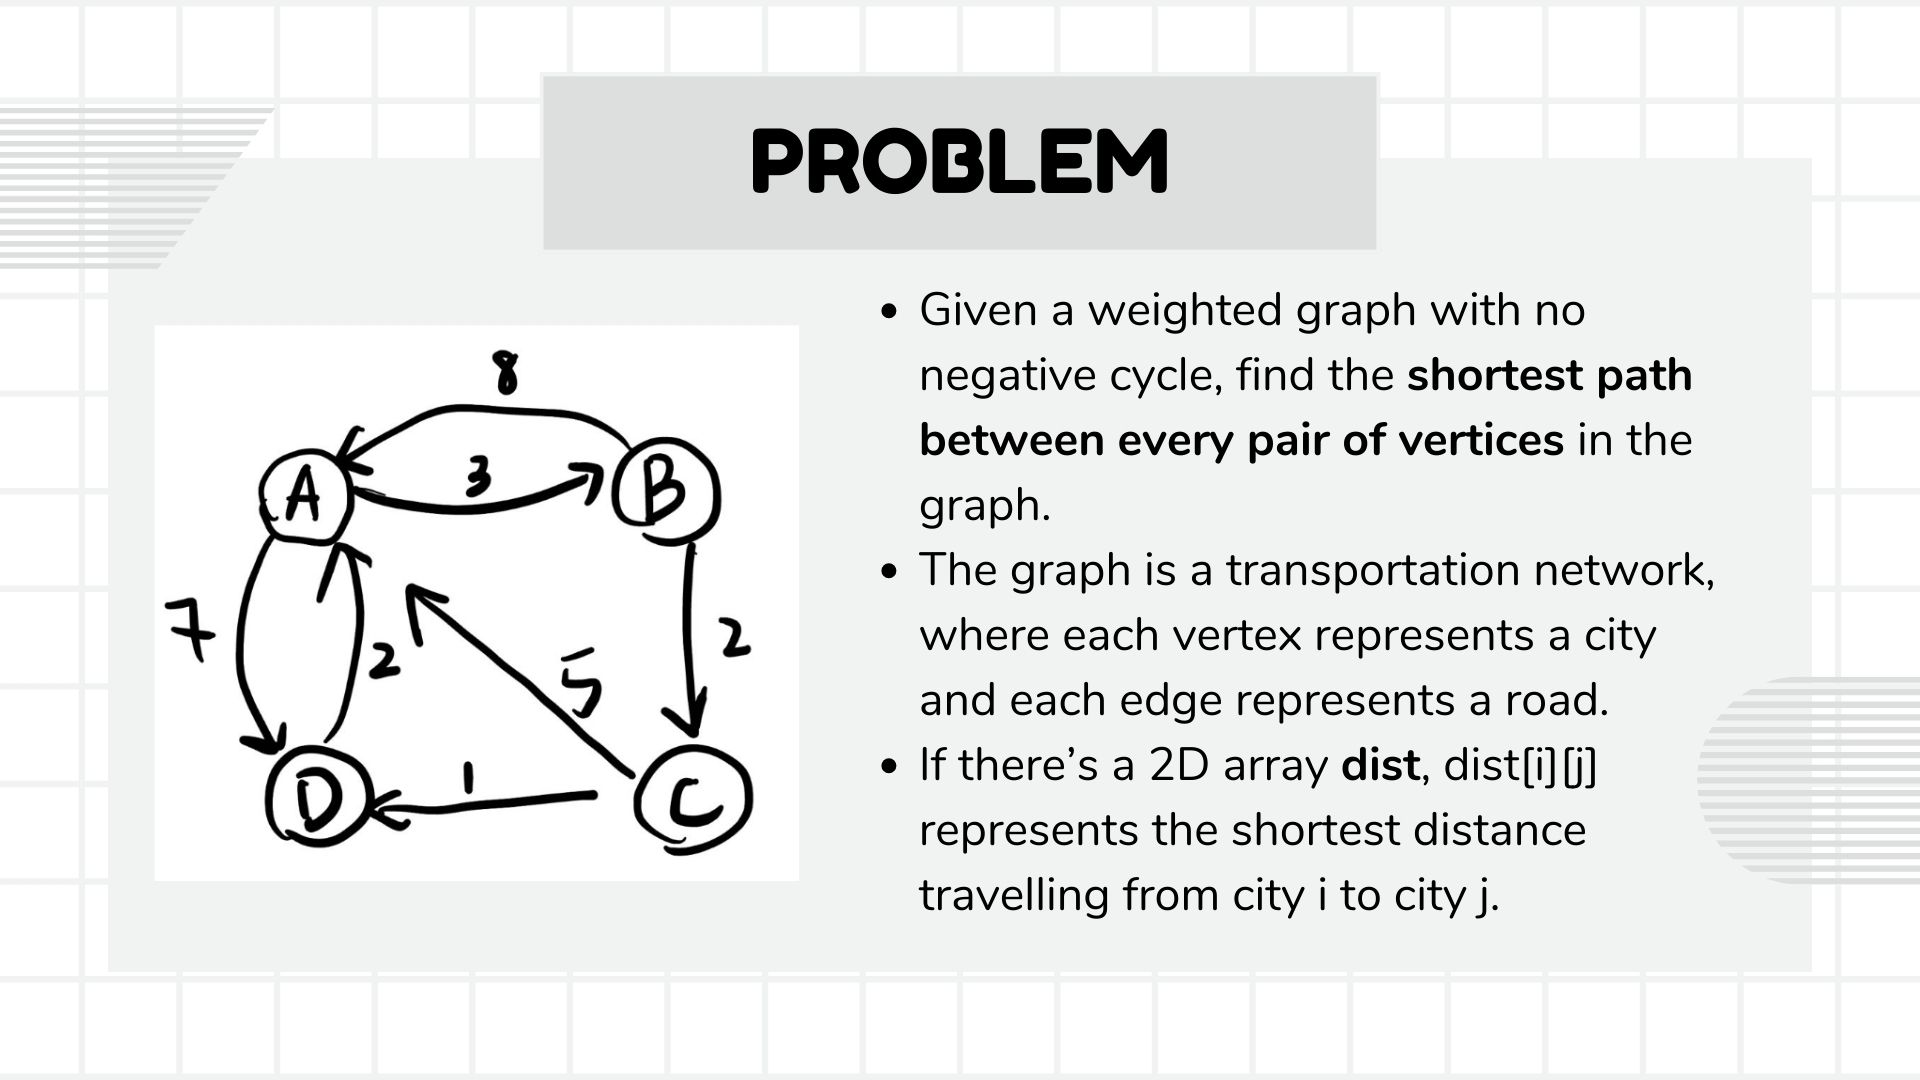 PROBLEM
8
3
A
B
7
2
5
2
D
1
C
• Given a weighted graph with no
negative cycle, find the shortest path
between every pair of vertices in the
graph.
• The graph is a transportation network,
where each vertex represents a city
and each edge represents a road.
• If there’s a 2D array dist, dist[i][j]
represents the shortest distance
travelling from city i to city j.